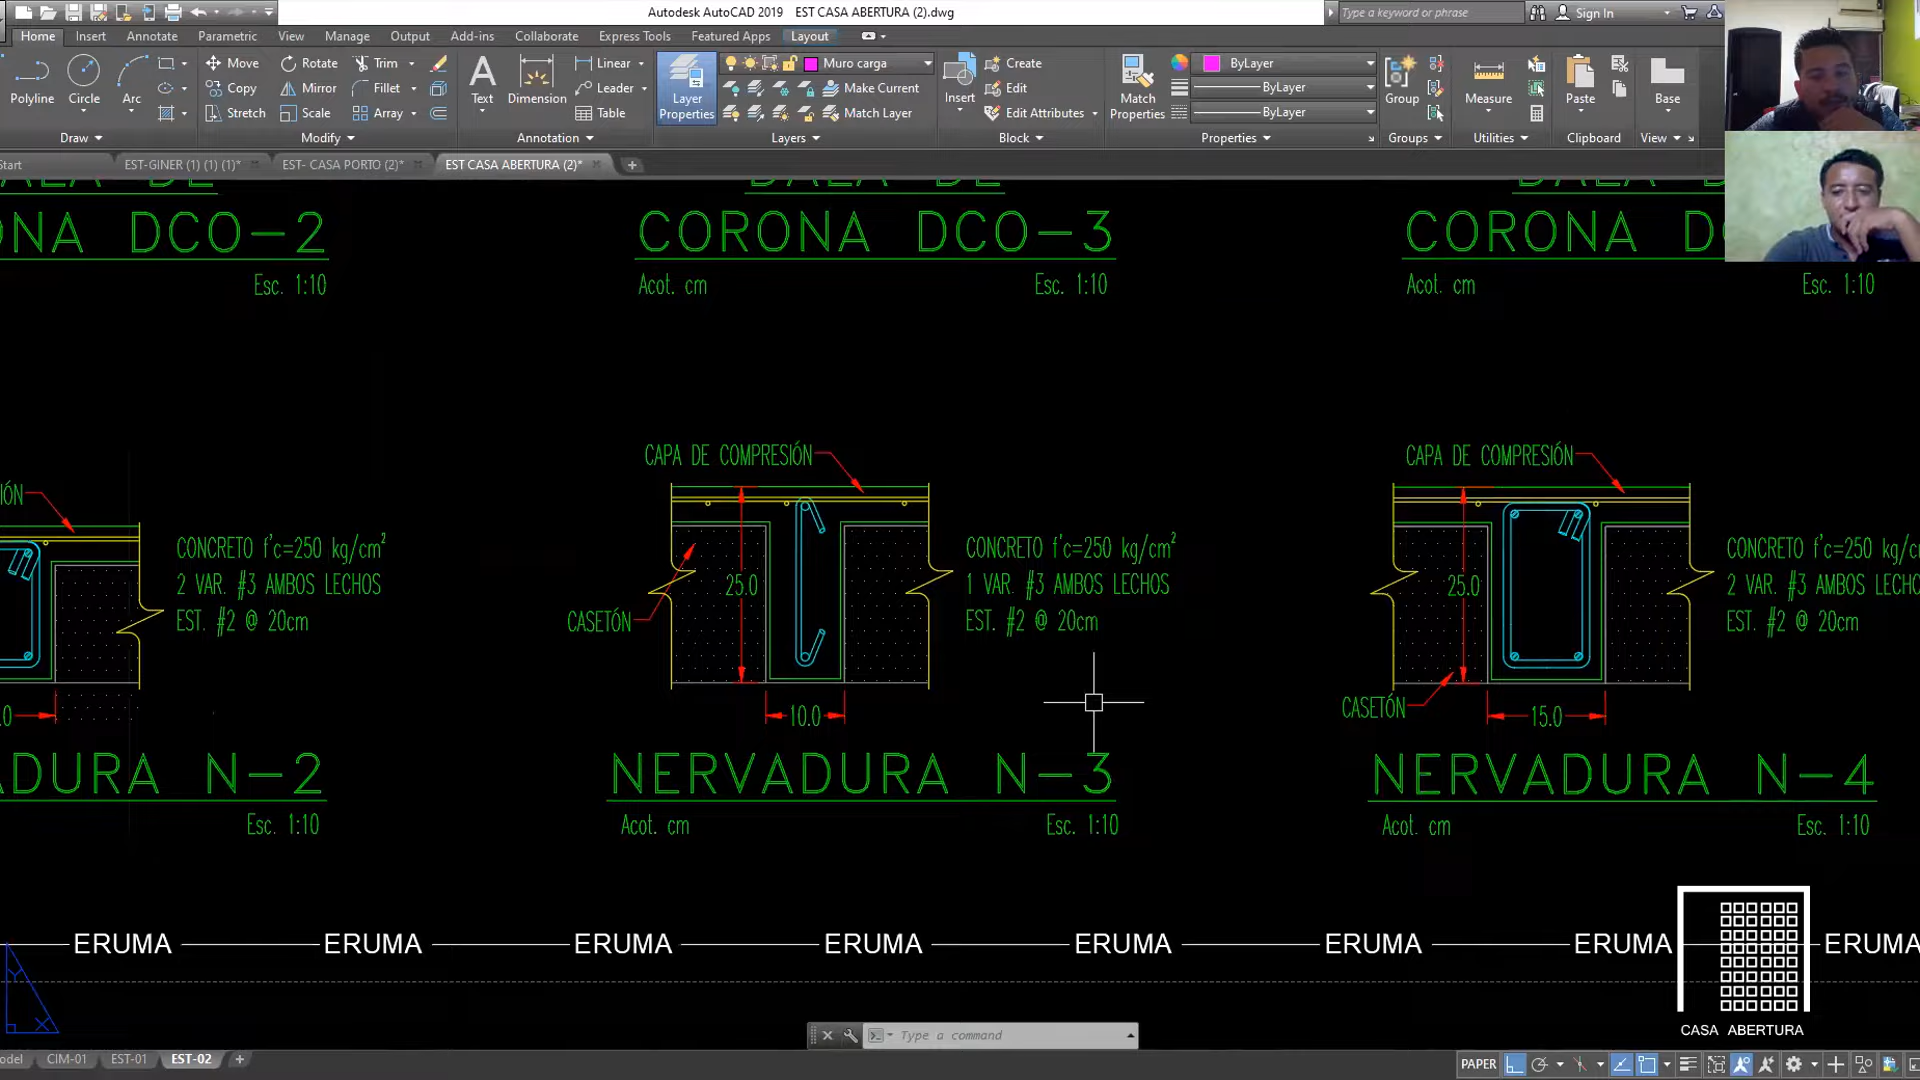 Autodesk AutoCAD 2019 EST CASA ABERTURA (2).dwg
Type a keyword or phrase
Sign In
Home Insert Annotate Parametric View Manage Output Add-ins Collaborate Express Tools Featured Apps Layout
Polyline
Circle
Arc
Move
Rotate
Trim
Copy
Mirror
Fillet
Stretch
Scale
Array
Text
Dimension
Linear
Leader
Table
Layer
Properties
Muro carga
Make Current
Match Layer
Insert
Create
Edit
Edit Attributes
Match
Properties
ByLayer
ByLayer
ByLayer
Group
Measure
Paste
Base
Draw
Modify
Annotation
Layers
Block
Properties
Groups
Utilities
Clipboard
View
Start
EST-GINER (1) (1) (1)*
EST- CASA PORTO (2)*
EST CASA ABERTURA (2)*
ONA DCO-2
Esc. 1:10
CORONA DCO-3
Acot. cm
Esc. 1:10
CORONA
Acot. cm
Esc. 1:10
IÓN
CONCRETO f'c=250 kg/cm²
2 VAR. #3 AMBOS LECHOS
EST. #2 @ 20cm
ADURA N-2
Esc. 1:10
CAPA DE COMPRESIÓN
25.0
CASETÓN
10.0
CONCRETO f'c=250 kg/cm²
1 VAR. #3 AMBOS LECHOS
EST. #2 @ 20cm
NERVADURA N-3
Acot. cm
Esc. 1:10
CAPA DE COMPRESIÓN
25.0
CASETÓN
15.0
CONCRETO f'c=250 kg/c
2 VAR. #3 AMBOS LECHO
EST. #2 @ 20cm
NERVADURA N-4
Acot. cm
Esc. 1:10
ERUMA ERUMA ERUMA ERUMA ERUMA ERUMA ERUMA ERUMA
CASA ABERTURA
Y
X
Type a command
odel
CIM-01
EST-01
EST-02
PAPER